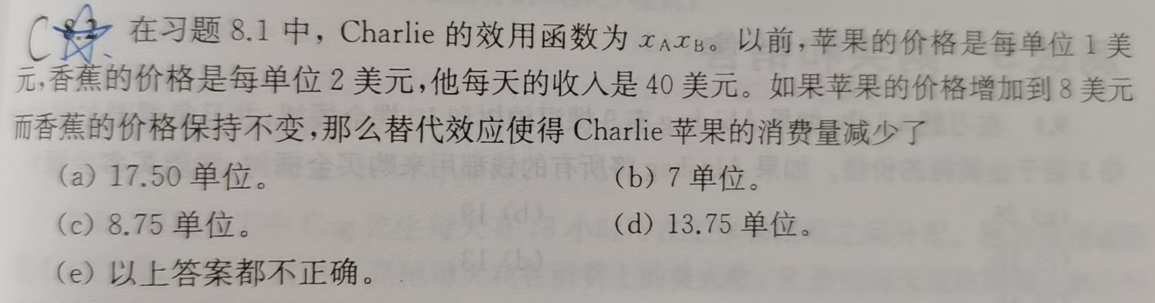 C 8.2 在习题 8.1 中，Charlie 的效用函数为 xAxB。以前，苹果的价格是每单位 1 美
元，香蕉的价格是每单位 2 美元，他每天的收入是 40 美元。如果苹果的价格增加到 8 美元
而香蕉的价格保持不变，那么替代效应使得 Charlie 苹果的消费量减少了
(a) 17.50 单位。 (b) 7 单位。
(c) 8.75 单位。 (d) 13.75 单位。
(e) 以上答案都不正确。